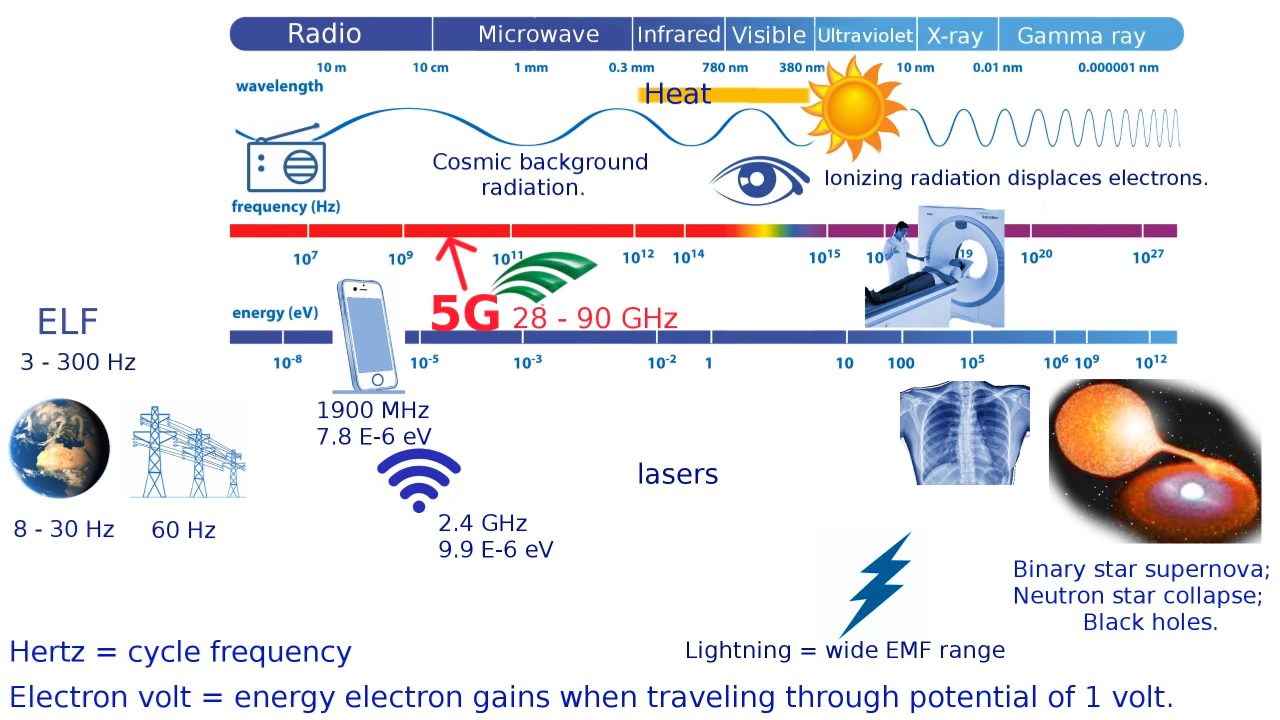 Radio Microwave Infrared Visible Ultraviolet X-ray Gamma ray
10 m 10 cm 1 mm 0.3 mm 780 nm 380 nm 10 nm 0.01 nm 0.000001 nm
wavelength
Heat
Cosmic background
radiation.
Ionizing radiation displaces electrons.
frequency (Hz)
10⁷ 10⁹ 10¹¹ 10¹² 10¹⁴ 10¹⁵ 10 19 10²⁰ 10²⁷
5G 28 - 90 GHz
energy (eV)
10⁻⁸ 10⁻⁵ 10⁻³ 10⁻² 1 10 100 10⁵ 10⁶ 10⁹ 10¹²
ELF
3 - 300 Hz
1900 MHz
7.8 E-6 eV
lasers
8 - 30 Hz 60 Hz
2.4 GHz
9.9 E-6 eV
Binary star supernova;
Neutron star collapse;
Black holes.
Lightning = wide EMF range
Hertz = cycle frequency
Electron volt = energy electron gains when traveling through potential of 1 volt.